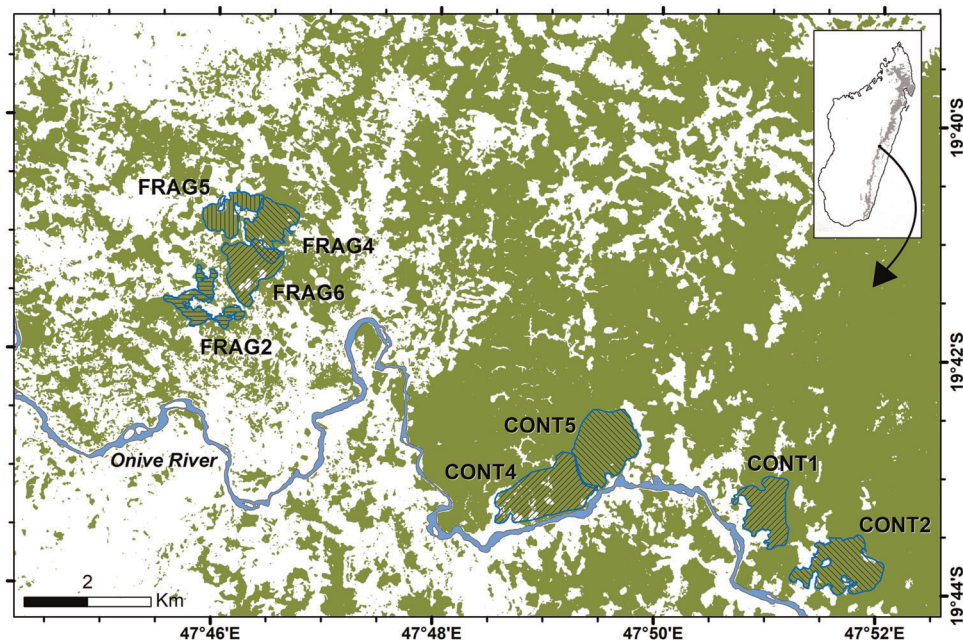 19°40'S
FRAG5
FRAG4
FRAG6
FRAG2
19°42'S
CONT5
Onive River
CONT4
CONT1
CONT2
2
Km
19°44'S
47°46'E
47°48'E
47°50'E
47°52'E